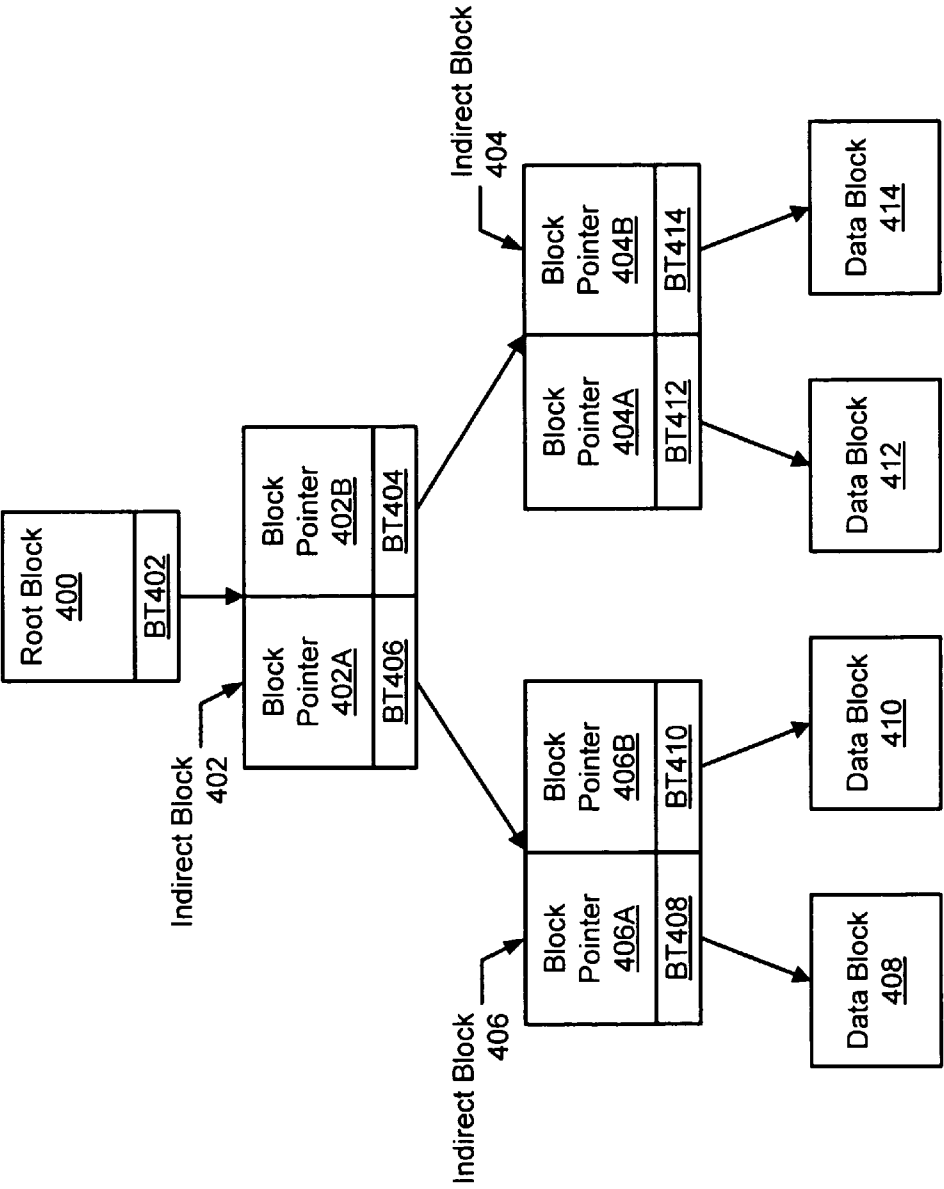 Root Block
400
BT402
Indirect Block
402
Block
Pointer
402A
BT406
Block
Pointer
402B
BT404
Indirect Block
406
Block
Pointer
406A
BT408
Block
Pointer
406B
BT410
Indirect Block
404
Block
Pointer
404A
BT412
Block
Pointer
404B
BT414
Data Block
408
Data Block
410
Data Block
412
Data Block
414